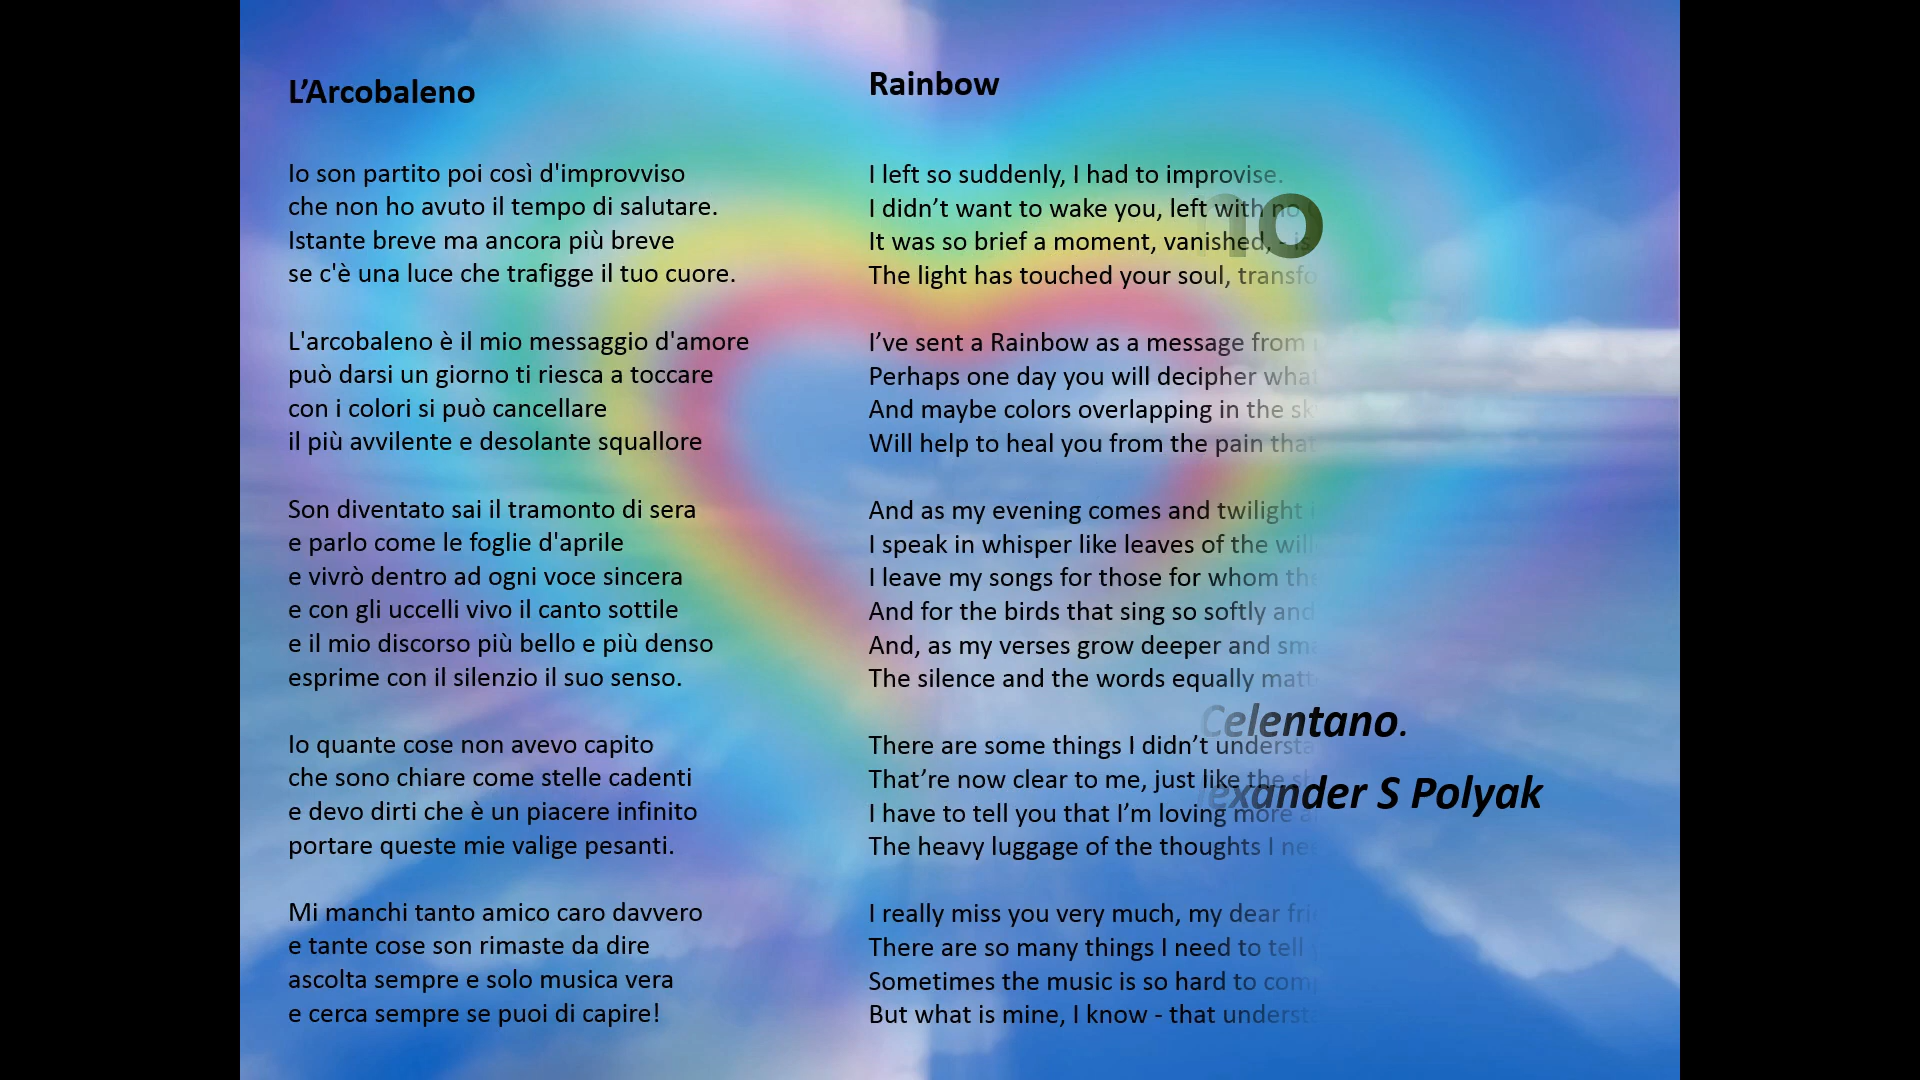 L’Arcobaleno
Io son partito poi così d'improvviso
che non ho avuto il tempo di salutare.
Istante breve ma ancora più breve
se c'è una luce che trafigge il tuo cuore.
L'arcobaleno è il mio messaggio d'amore
può darsi un giorno ti riesca a toccare
con i colori si può cancellare
il più avvilente e desolante squallore
Son diventato sai il tramonto di sera
e parlo come le foglie d'aprile
e vivrò dentro ad ogni voce sincera
e con gli uccelli vivo il canto sottile
e il mio discorso più bello e più denso
esprime con il silenzio il suo senso.
Io quante cose non avevo capito
che sono chiare come stelle cadenti
e devo dirti che è un piacere infinito
portare queste mie valige pesanti.
Mi manchi tanto amico caro davvero
e tante cose son rimaste da dire
ascolta sempre e solo musica vera
e cerca sempre se puoi di capire!
Rainbow
I left so suddenly, I had to improvise.
I didn’t want to wake you, left with no
It was so brief a moment, vanished, - is
The light has touched your soul,
I’ve sent a Rainbow as a message from
Perhaps one day you will decipher what
And maybe colors overlapping in the
Will help to heal you from the pain that
And as my evening comes and twilight
I speak in whisper like leaves of the
I leave my songs for those for whom
And for the birds that sing so softly and
And, as my verses grow deeper and
The silence and the words equally
There are some things I didn’t
That’re now clear to me, just like the
I have to tell you that I’m loving more
The heavy luggage of the thoughts I
I really miss you very much, my dear
There are so many things I need to tell
Sometimes the music is so hard to
But what is mine, I know - that
no
Celentano.
lexander S Polyak